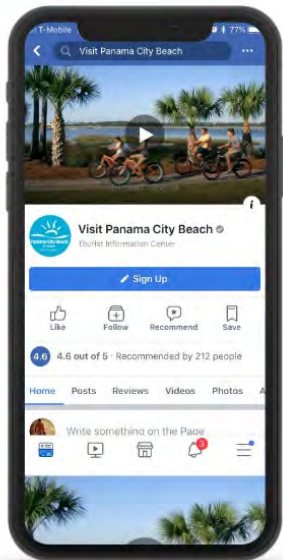 T-Mobile
77%
Visit Panama City Beach
Panama City Beach
Visit Panama City Beach
Tourist Information Center
Sign Up
Like Follow Recommend Save
4.6 4.6 out of 5 · Recommended by 212 people
Home Posts Reviews Videos Photos A
Write something on the Page
3